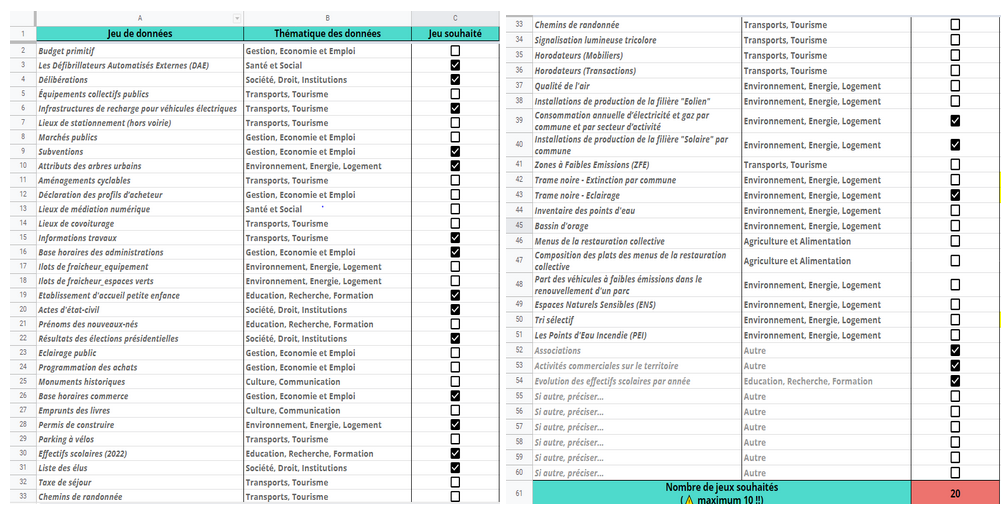 A B C
1 Jeu de données Thématique des données Jeu souhaité
2 Budget primitif Gestion, Economie et Emploi
3 Les Défibrillateurs Automatisés Externes (DAE) Santé et Social
4 Délibérations Société, Droit, Institutions
5 Équipements collectifs publics Transports, Tourisme
6 Infrastructures de recharge pour véhicules électriques Transports, Tourisme
7 Lieux de stationnement (hors voirie) Transports, Tourisme
8 Marchés publics Gestion, Economie et Emploi
9 Subventions Gestion, Economie et Emploi
10 Attributs des arbres urbains Environnement, Energie, Logement
11 Aménagements cyclables Transports, Tourisme
12 Déclaration des profils d'acheteur Gestion, Economie et Emploi
13 Lieux de médiation numérique Santé et Social
14 Lieux de covoiturage Transports, Tourisme
15 Informations travaux Transports, Tourisme
16 Base horaires des administrations Gestion, Economie et Emploi
17 Ilots de fraicheur_equipement Environnement, Energie, Logement
18 Ilots de fraicheur_espaces verts Environnement, Energie, Logement
19 Etablissement d'accueil petite enfance Education, Recherche, Formation
20 Actes d'état-civil Société, Droit, Institutions
21 Prénoms des nouveaux-nés Education, Recherche, Formation
22 Résultats des élections présidentielles Société, Droit, Institutions
23 Eclairage public Gestion, Economie et Emploi
24 Programmation des achats Gestion, Economie et Emploi
25 Monuments historiques Culture, Communication
26 Base horaires commerce Gestion, Economie et Emploi
27 Emprunts des livres Culture, Communication
28 Permis de construire Environnement, Energie, Logement
29 Parking à vélos Transports, Tourisme
30 Effectifs scolaires (2022) Education, Recherche, Formation
31 Liste des élus Société, Droit, Institutions
32 Taxe de séjour Transports, Tourisme
33 Chemins de randonnée Transports, Tourisme
33 Chemins de randonnée Transports, Tourisme
34 Signalisation lumineuse tricolore Transports, Tourisme
35 Horodateurs (Mobiliers) Transports, Tourisme
36 Horodateurs (Transactions) Transports, Tourisme
37 Qualité de l'air Environnement, Energie, Logement
38 Installations de production de la filière "Eolien" Environnement, Energie, Logement
39 Consommation annuelle d'électricité et gaz par
commune et par secteur d'activité Environnement, Energie, Logement
40 Installations de production de la filière "Solaire" par
commune Environnement, Energie, Logement
41 Zones à Faibles Emissions (ZFE) Transports, Tourisme
42 Trame noire - Extinction par commune Environnement, Energie, Logement
43 Trame noire - Eclairage Environnement, Energie, Logement
44 Inventaire des points d'eau Environnement, Energie, Logement
45 Bassin d'orage Environnement, Energie, Logement
46 Menus de la restauration collective Agriculture et Alimentation
47 Composition des plats des menus de la restauration
collective Agriculture et Alimentation
48 Part des véhicules à faibles émissions dans le
renouvellement d'un parc Environnement, Energie, Logement
49 Espaces Naturels Sensibles (ENS) Environnement, Energie, Logement
50 Tri sélectif Environnement, Energie, Logement
51 Les Points d'Eau Incendie (PEI) Environnement, Energie, Logement
52 Associations Autre
53 Activités commerciales sur le territoire Autre
54 Evolution des effectifs scolaires par année Education, Recherche, Formation
55 Si autre, préciser... Autre
56 Si autre, préciser... Autre
57 Si autre, préciser... Autre
58 Si autre, préciser... Autre
59 Si autre, préciser... Autre
60 Si autre, préciser... Autre
61 Nombre de jeux souhaités 20
(⚠ maximum 10 !!)